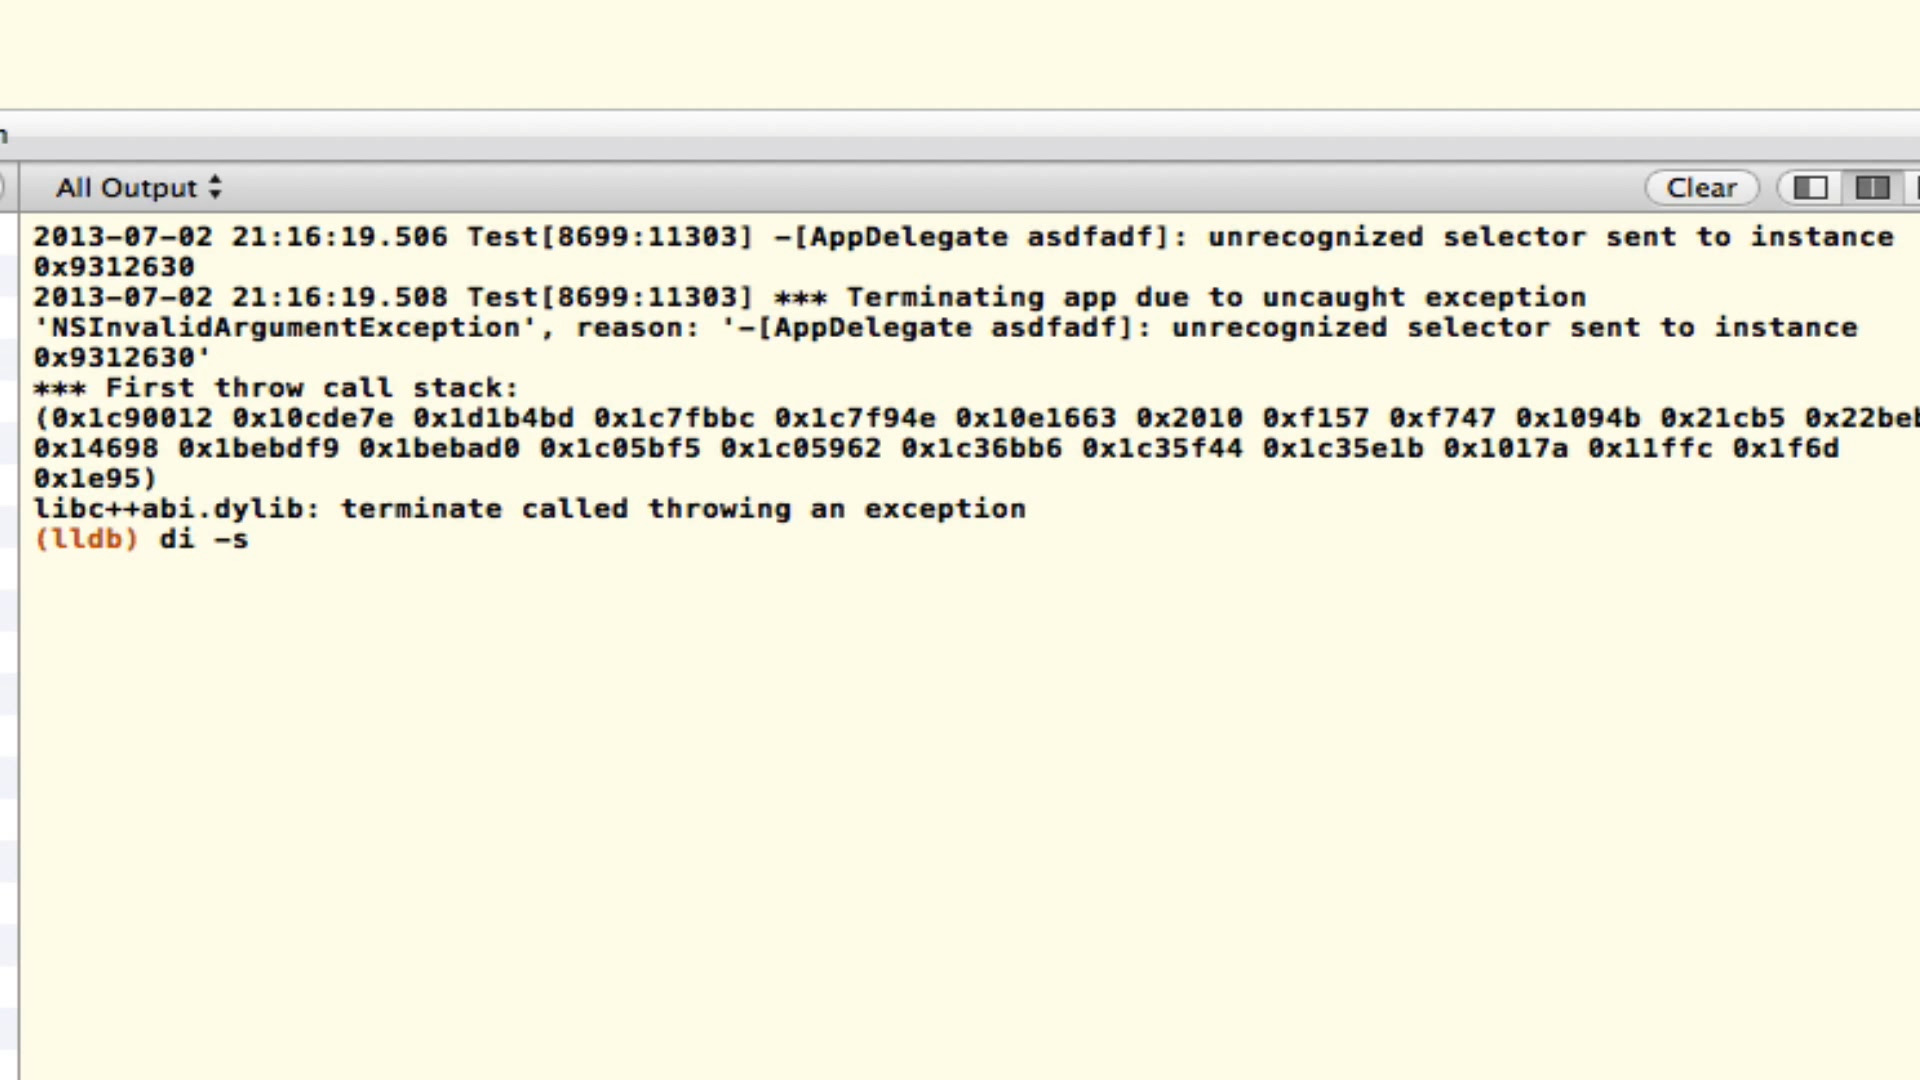 All Output
Clear
2013-07-02 21:16:19.506 Test[8699:11303] -[AppDelegate asdfadf]: unrecognized selector sent to instance
0x9312630
2013-07-02 21:16:19.508 Test[8699:11303] *** Terminating app due to uncaught exception
'NSInvalidArgumentException', reason: '-[AppDelegate asdfadf]: unrecognized selector sent to instance
0x9312630'
*** First throw call stack:
(0x1c90012 0x10cde7e 0x1d1b4bd 0x1c7fbbc 0x1c7f94e 0x10e1663 0x2010 0xf157 0xf747 0x1094b 0x21cb5
0x14698 0x1bebdf9 0x1bebad0 0x1c05bf5 0x1c05962 0x1c36bb6 0x1c35f44 0x1c35e1b 0x1017a 0x11ffc 0x1f6d
0x1e95)
libc++abi.dylib: terminate called throwing an exception
(lldb) di -s